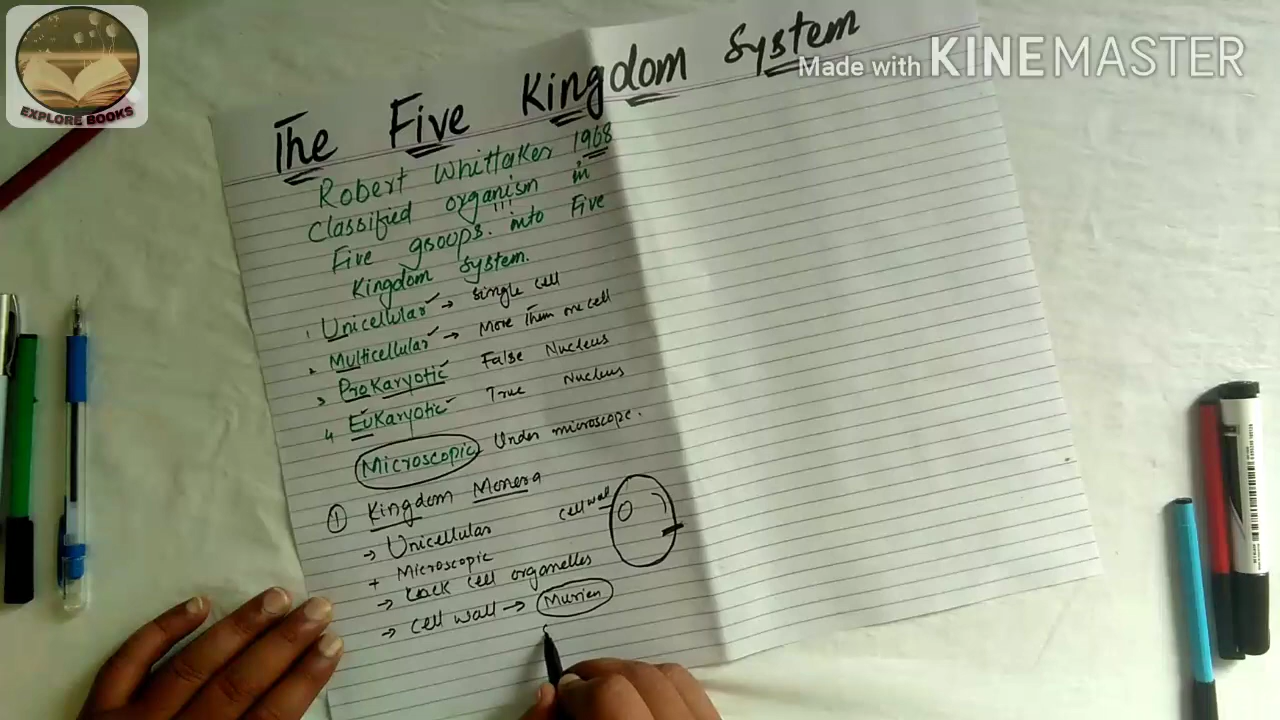 EXPLORE BOOKS
Made with KINEMASTER
The Five Kingdom System
Robert Whittaker 1968
Classified organism in
Five groups. into Five
Kingdom system.
1 Unicellular → Single cell
Multicellular → More Them one cell
3 Prokaryotic False Nucleus
4 Eukaryotic True Nucleus
Microscopic Under microscope.
① Kingdom Monera
→ Unicellular
cell wall
+ Microscopic
→ Lack cell organelles
→ Cell wall → Murien